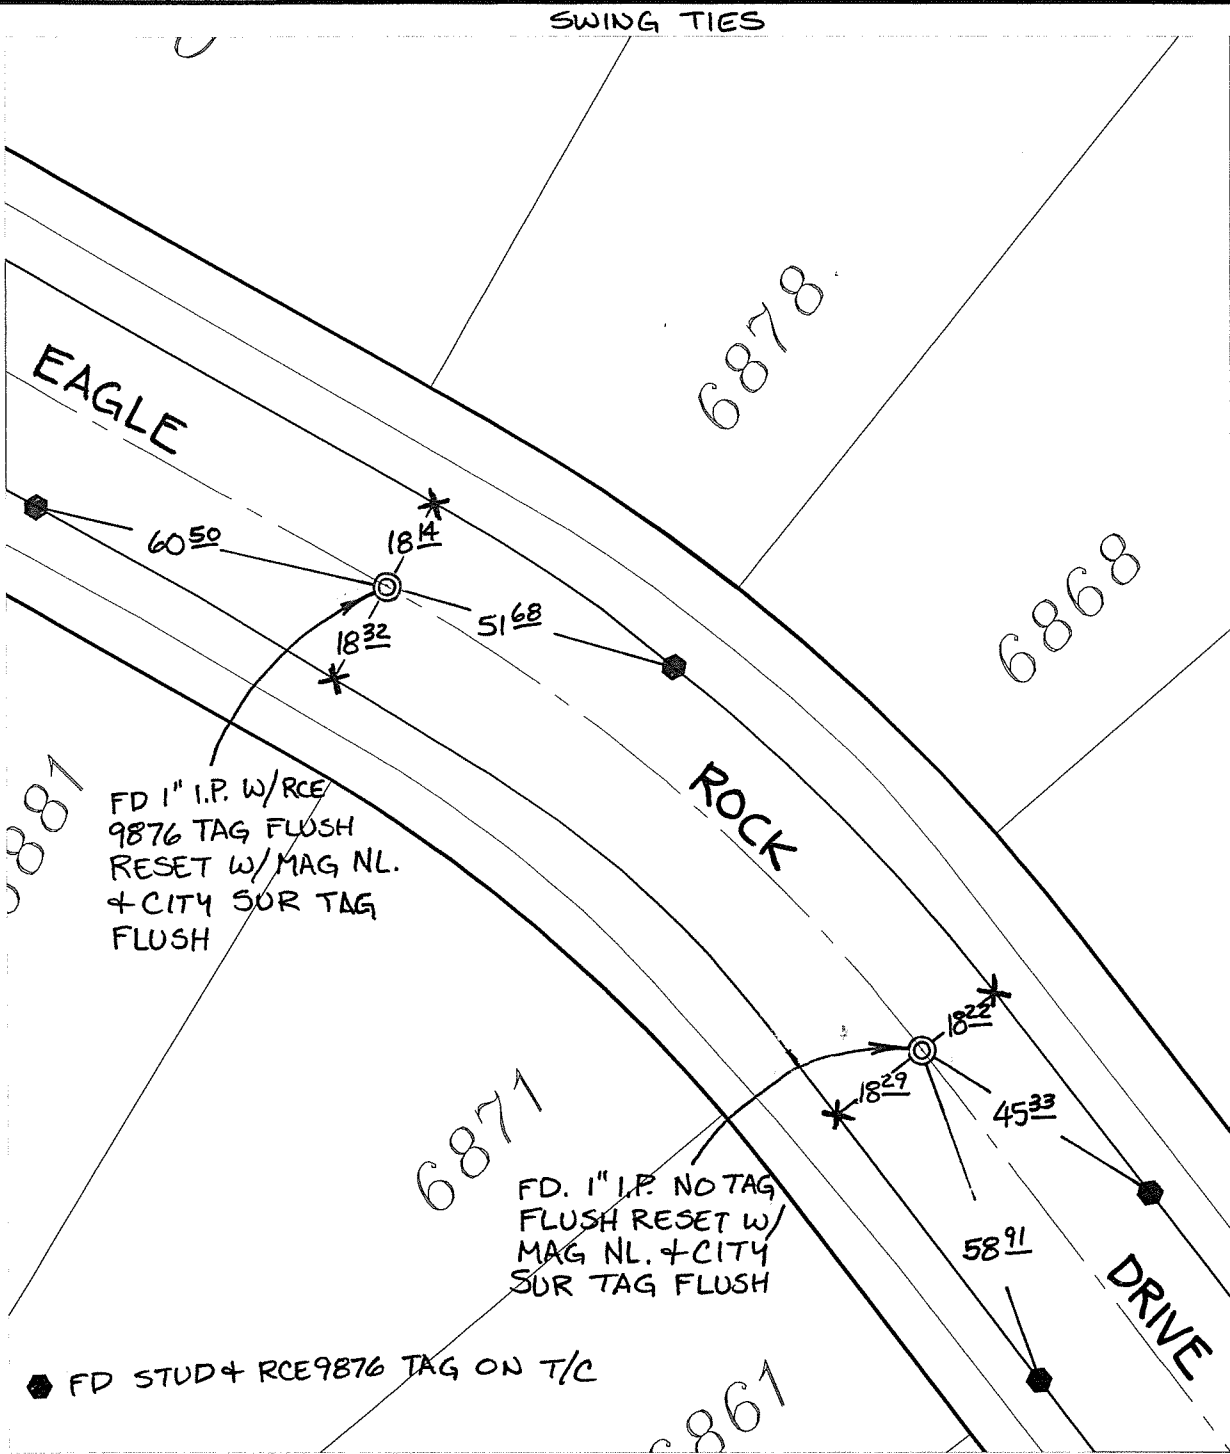 SWING TIES
6878
EAGLE
60 50
18 14
51 68
18 32
6868
ROCK
FD 1" I.P. W/RCE
9876 TAG FLUSH
RESET W/ MAG NL.
& CITY SUR TAG
FLUSH
18 22
18 29
45 33
6871
FD. 1" I.P. NO TAG
FLUSH RESET W/
MAG NL. & CITY
SUR TAG FLUSH
58 91
DRIVE
FD STUD & RCE9876 TAG ON T/C
6861